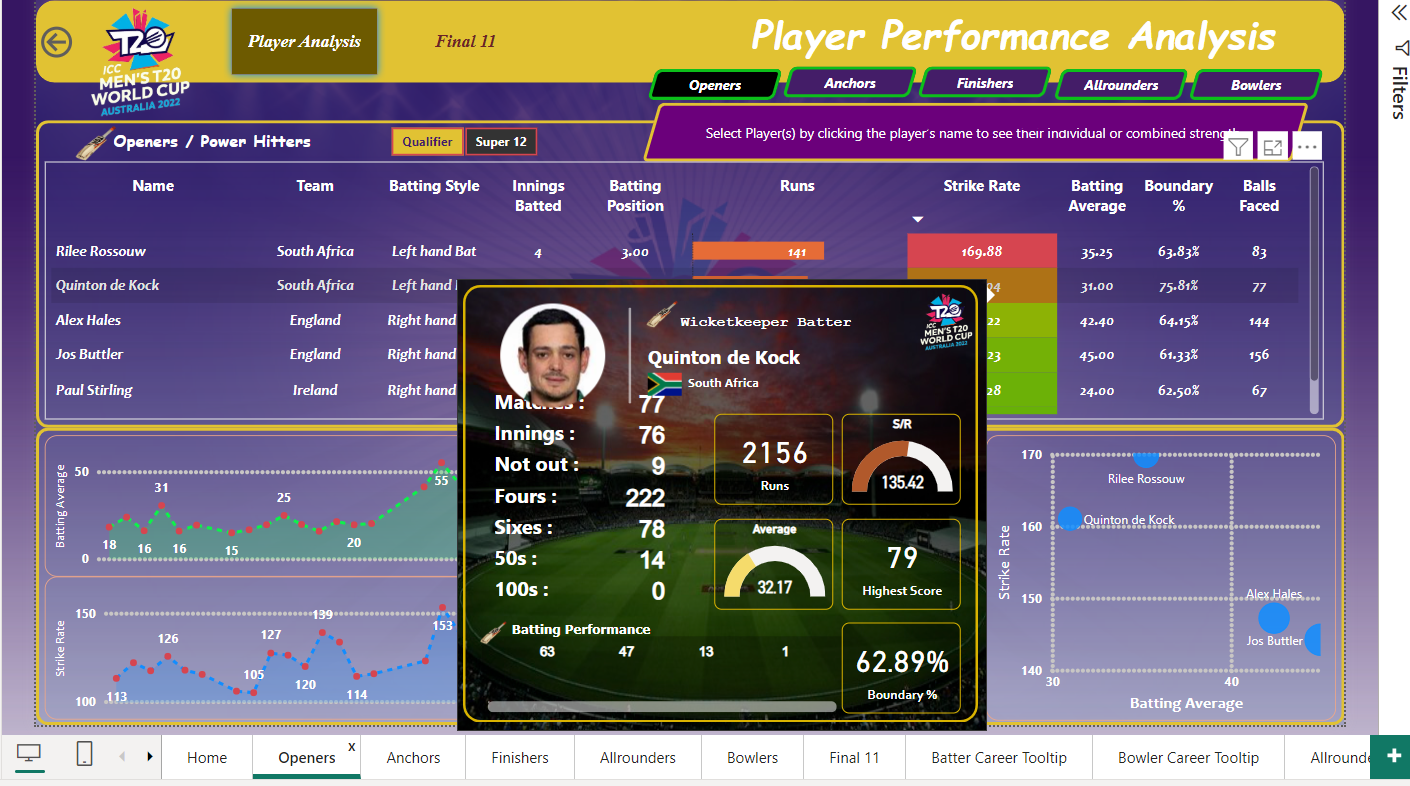 Player Analysis
Final 11
Player Performance Analysis
T20
ICC
MEN'S T20
WORLD CUP
AUSTRALIA 2022
Openers
Anchors
Finishers
Allrounders
Bowlers
Filters
Openers / Power Hitters
Qualifier
Super 12
Select Player(s) by clicking the player's name to see their individual or combined strength
Name Team Batting Style Innings Batted Batting Position Runs Strike Rate Batting Average Boundary % Balls Faced
Rilee Rossouw South Africa Left hand Bat 4 3.00 141 169.88 35.25 63.83% 83
Quinton de Kock South Africa Left hand 04 31.00 75.81% 77
Alex Hales England Right hand 22 42.40 64.15% 144
Jos Buttler England Right hand 23 45.00 61.33% 156
Paul Stirling Ireland Right hand 28 24.00 62.50% 67
Wicketkeeper Batter
Quinton de Kock
South Africa
T20
ICC
MEN'S T20
WORLD CUP
AUSTRALIA 2022
Matches : 77
Innings : 76
Not out : 9
Fours : 222
Sixes : 78
50s : 14
100s : 0
2156
Runs
S/R
135.42
Average
32.17
79
Highest Score
62.89%
Boundary %
Batting Performance
63 47 13 1
Batting Average
50
0
18
16
31
16
15
25
20
55
Strike Rate
150
100
113
126
105
127
120
139
114
153
Strike Rate
170
160
150
140
30
40
Batting Average
Rilee Rossouw
Quinton de Kock
Alex Hales
Jos Buttler
Home
Openers
x
Anchors
Finishers
Allrounders
Bowlers
Final 11
Batter Career Tooltip
Bowler Career Tooltip
Allrounde
+